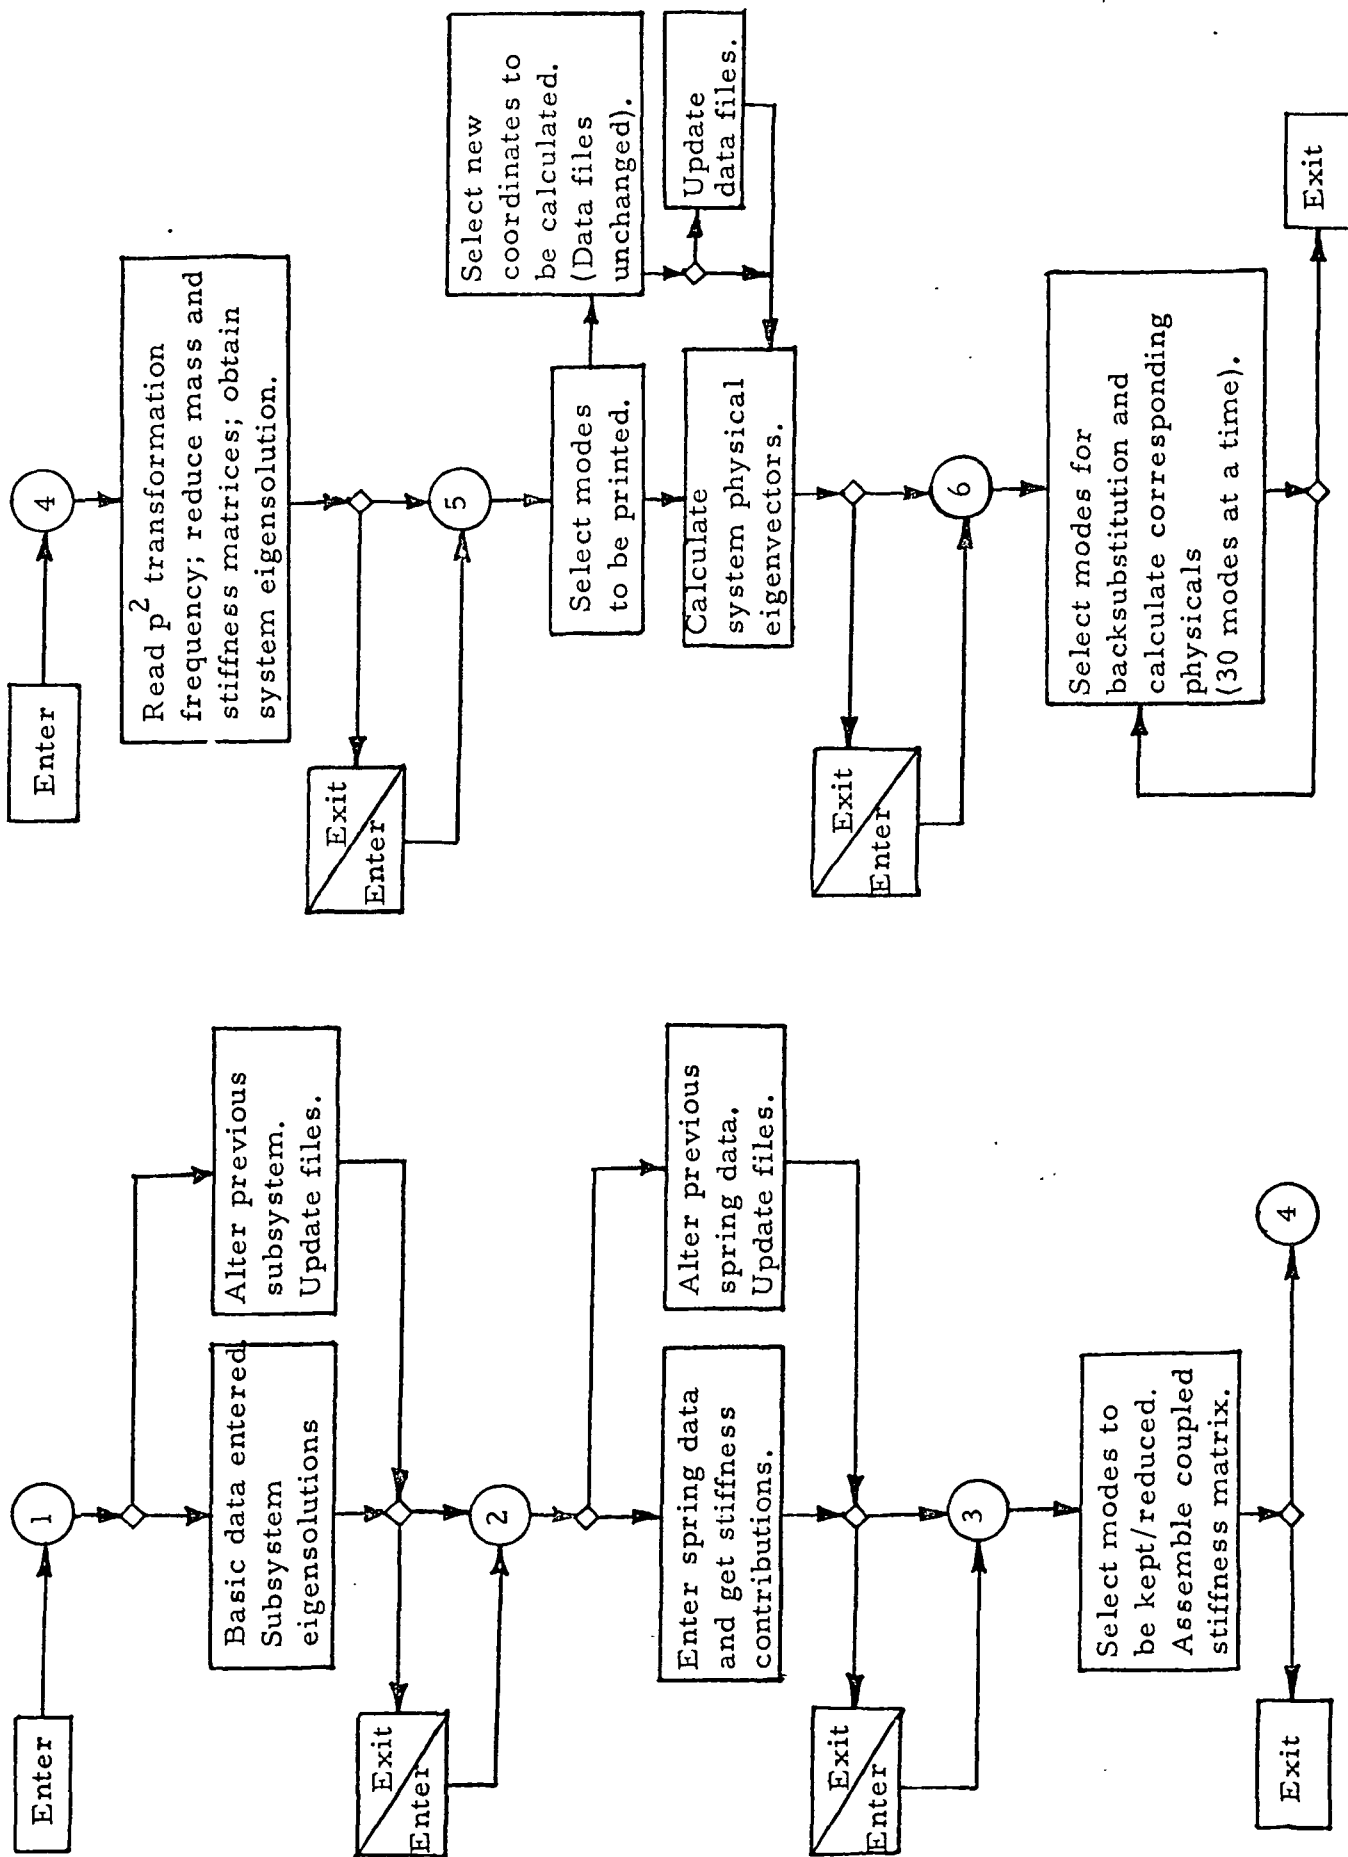 Enter
1
Basic data entered
Subsystem
eigensolutions
Alter previous
subsystem.
Update files.
Exit
Enter
2
Enter spring data
and get stiffness
contributions.
Alter previous
spring data.
Update files.
Exit
Enter
3
Select modes to
be kept/reduced.
Assemble coupled
stiffness matrix.
Exit
4
Enter
4
Read p² transformation
frequency; reduce mass and
stiffness matrices; obtain
system eigensolution.
Exit
Enter
5
Select modes
to be printed.
Select new
coordinates to
be calculated.
(Data files
unchanged).
Update
data files.
Calculate
system physical
eigenvectors.
Exit
Enter
6
Select modes for
backsubstitution and
calculate corresponding
physicals
(30 modes at a time).
Exit